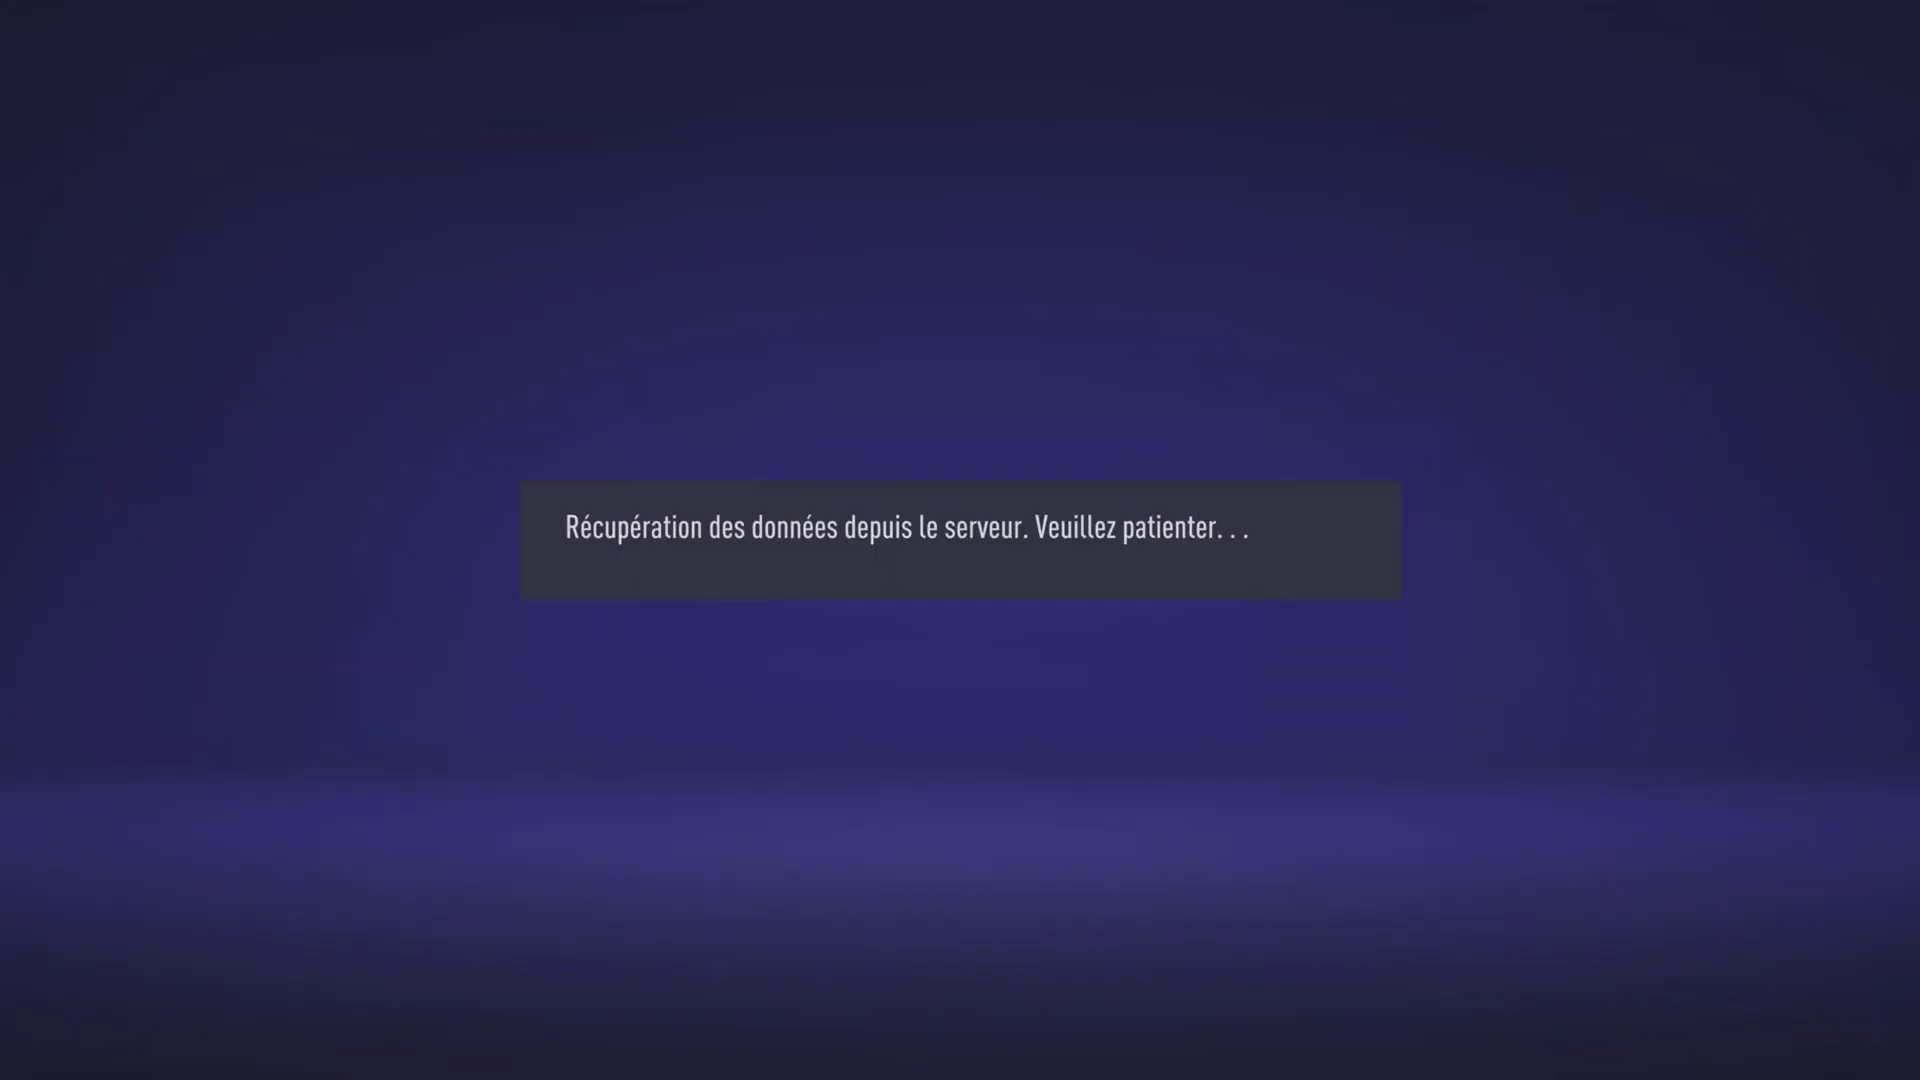 Récupération des données depuis le serveur. Veuillez patienter. . .